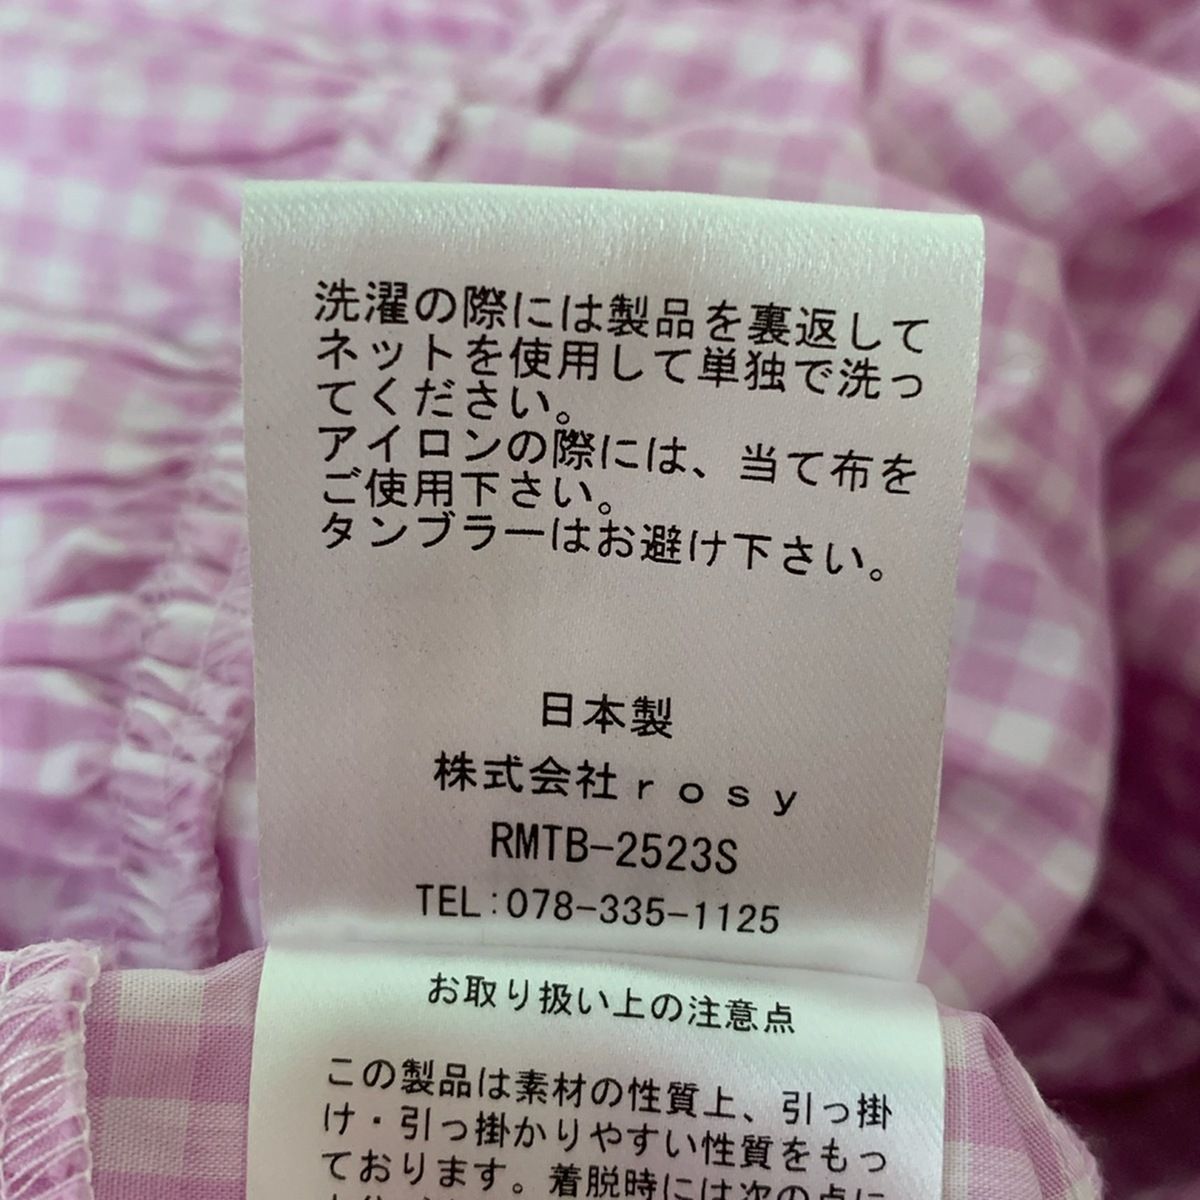 洗濯の際には製品を裏返して
ネットを使用して単独で洗っ
てください。
アイロンの際には、当て布を
ご使用下さい。
タンブラーはお避け下さい。
日本製
株式会社ｒｏｓｙ
RMTB-2523S
TEL:078-335-1125
お取り扱い上の注意点
この製品は素材の性質上、引っ掛
け・引っ掛かりやすい性質をもっ
ております。着脱時には次の点に